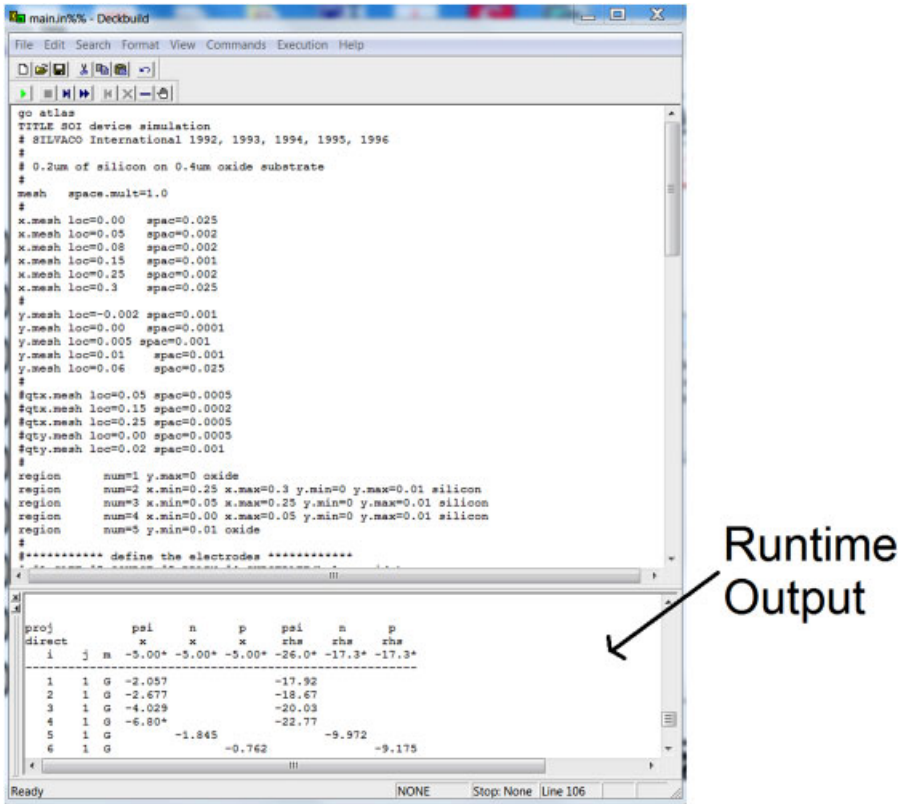 main.in%% - Deckbuild
File Edit Search Format View Commands Execution Help
go atlas
TITLE SOI device simulation
# SILVACO International 1992, 1993, 1994, 1995, 1996
#
# 0.2um of silicon on 0.4um oxide substrate
#
mesh space.mult=1.0
#
x.mesh loc=0.00 spac=0.025
x.mesh loc=0.05 spac=0.002
x.mesh loc=0.08 spac=0.002
x.mesh loc=0.15 spac=0.001
x.mesh loc=0.25 spac=0.002
x.mesh loc=0.3 spac=0.025
#
y.mesh loc=-0.002 spac=0.001
y.mesh loc=0.00 spac=0.0001
y.mesh loc=0.005 spac=0.001
y.mesh loc=0.01 spac=0.001
y.mesh loc=0.06 spac=0.025
#
#qtx.mesh loc=0.05 spac=0.0005
#qtx.mesh loc=0.15 spac=0.0002
#qtx.mesh loc=0.25 spac=0.0005
#qty.mesh loc=0.00 spac=0.0005
#qty.mesh loc=0.02 spac=0.001
#
region num=1 y.max=0 oxide
region num=2 x.min=0.25 x.max=0.3 y.min=0 y.max=0.01 silicon
region num=3 x.min=0.05 x.max=0.25 y.min=0 y.max=0.01 silicon
region num=4 x.min=0.00 x.max=0.05 y.min=0 y.max=0.01 silicon
region num=5 y.min=0.01 oxide
#
#*********** define the electrodes ************
Runtime
Output
proj psi n p psi n p
direct x x x rhs rhs rhs
i j m -5.00* -5.00* -5.00* -26.0* -17.3* -17.3*
-------------------------------------------------------
1 1 G -2.057 -17.92
2 1 G -2.677 -18.67
3 1 G -4.029 -20.03
4 1 G -6.80* -22.77
5 1 G -1.845 -9.972
6 1 G -0.762 -9.175
Ready NONE Stop: None Line 106